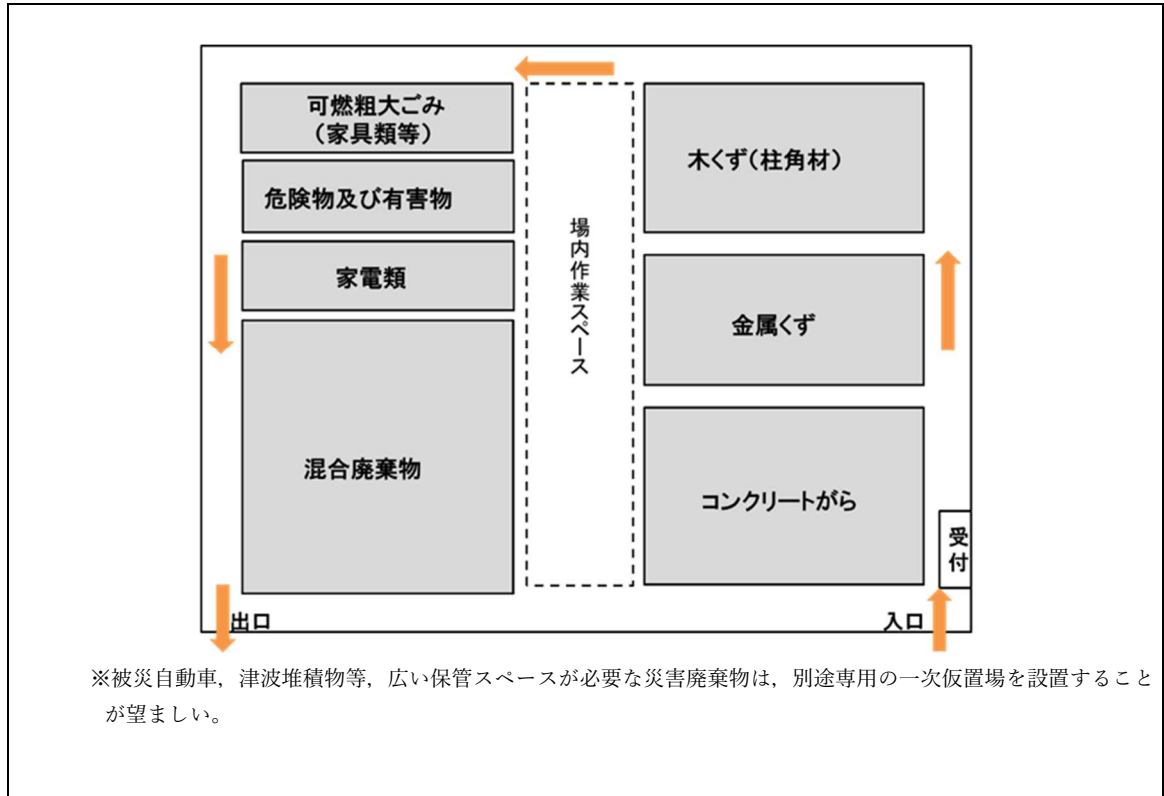 可燃粗大ごみ
（家具類等）
危険物及び有害物
家電類
混合廃棄物
場内作業スペース
木くず（柱角材）
金属くず
コンクリートがら
受付
出口
入口
※被災自動車，津波堆積物等，広い保管スペースが必要な災害廃棄物は，別途専用の一次仮置場を設置すること
が望ましい。